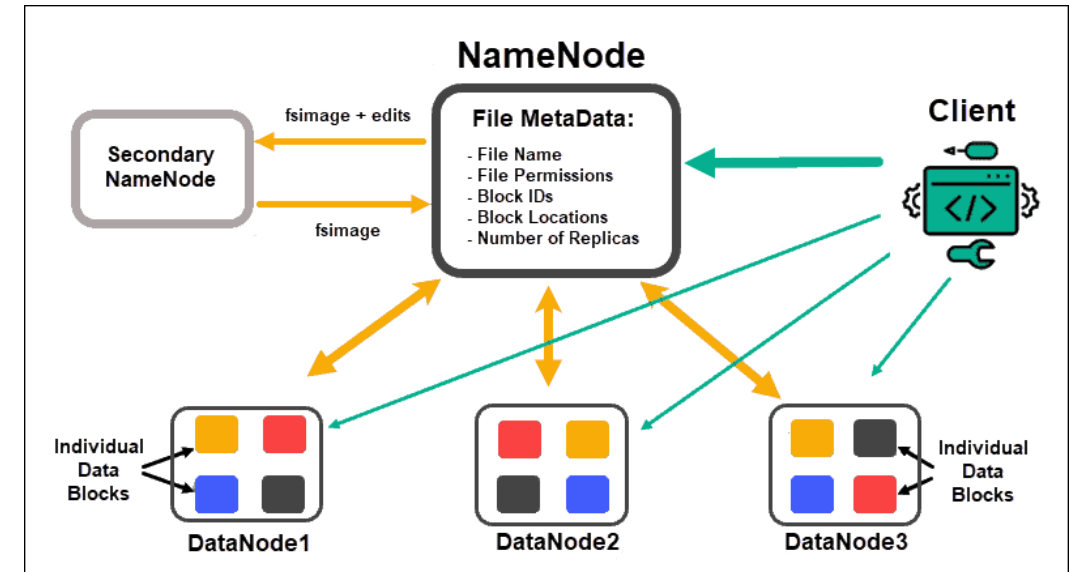 NameNode
File MetaData:
- File Name
- File Permissions
- Block IDs
- Block Locations
- Number of Replicas
fsimage + edits
Secondary
NameNode
fsimage
Client
</>
Individual
Data
Blocks
DataNode1
DataNode2
DataNode3
Individual
Data
Blocks